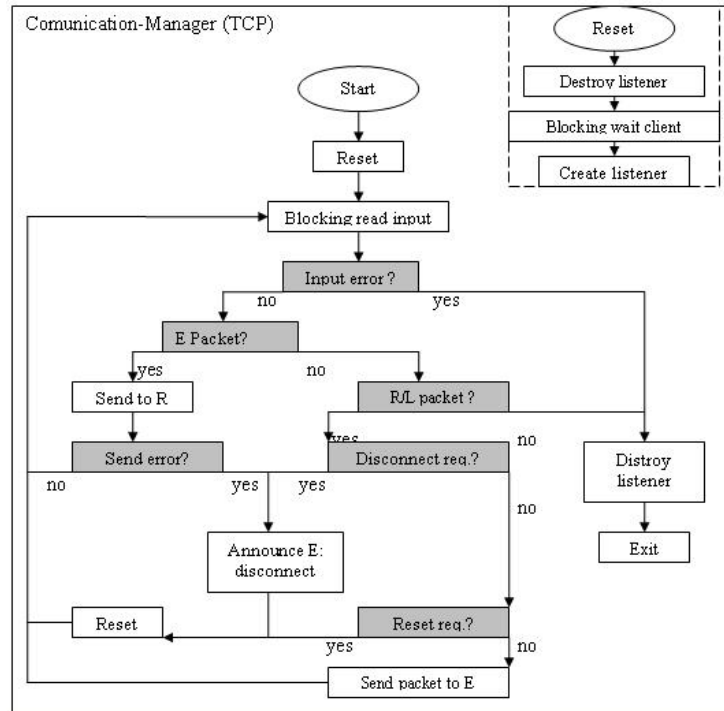 Comunication-Manager (TCP)
Reset
Destroy listener
Blocking wait client
Create listener
Start
Reset
Blocking read input
Input error ?
no
yes
E Packet?
yes
no
Send to R
R/L packet ?
yes
no
Send error?
Disconnect req.?
Distroy
listener
no
yes
yes
no
Announce E:
disconnect
Exit
Reset
Reset req.?
yes
no
Send packet to E